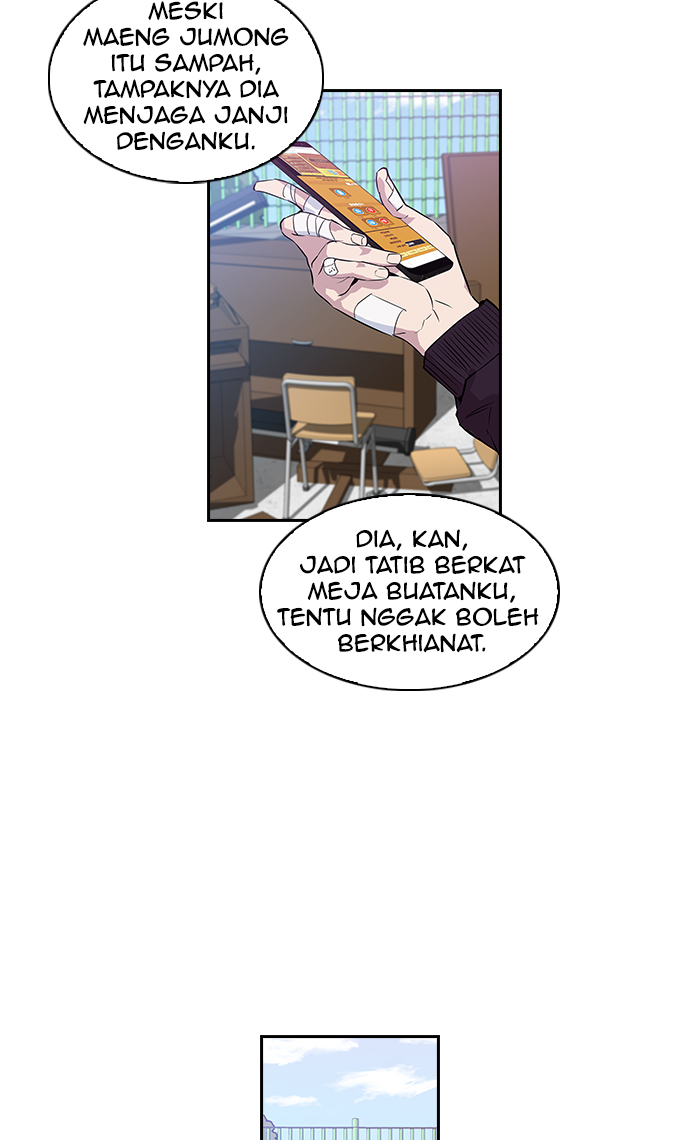 MESKI
MAENG JUMONG
ITU SAMPAH,
TAMPAKNYA DIA
MENJAGA JANJI
DENGANKU.
DIA, KAN,
JADI TATIB BERKAT
MEJA BUATANKU,
TENTU NGGAK BOLEH
BERKHIANAT.